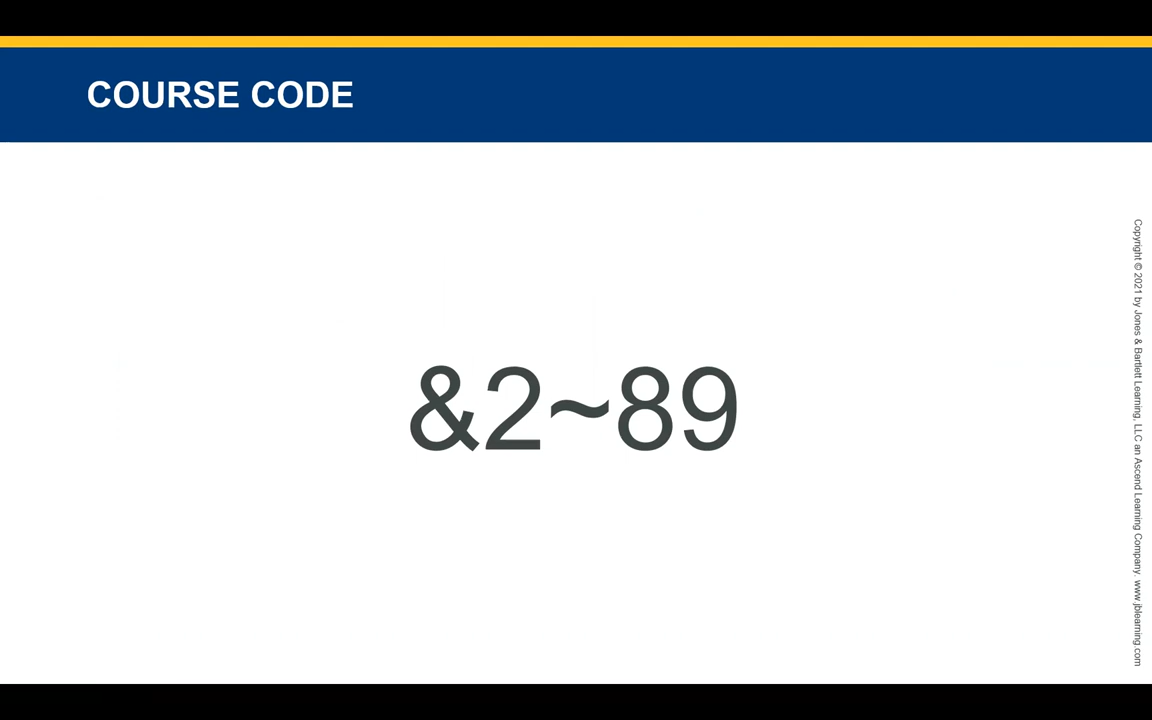 COURSE CODE
&2~89
Copyright © 2021 by Jones & Bartlett Learning, LLC an Ascend Learning Company. www.jblearning.com